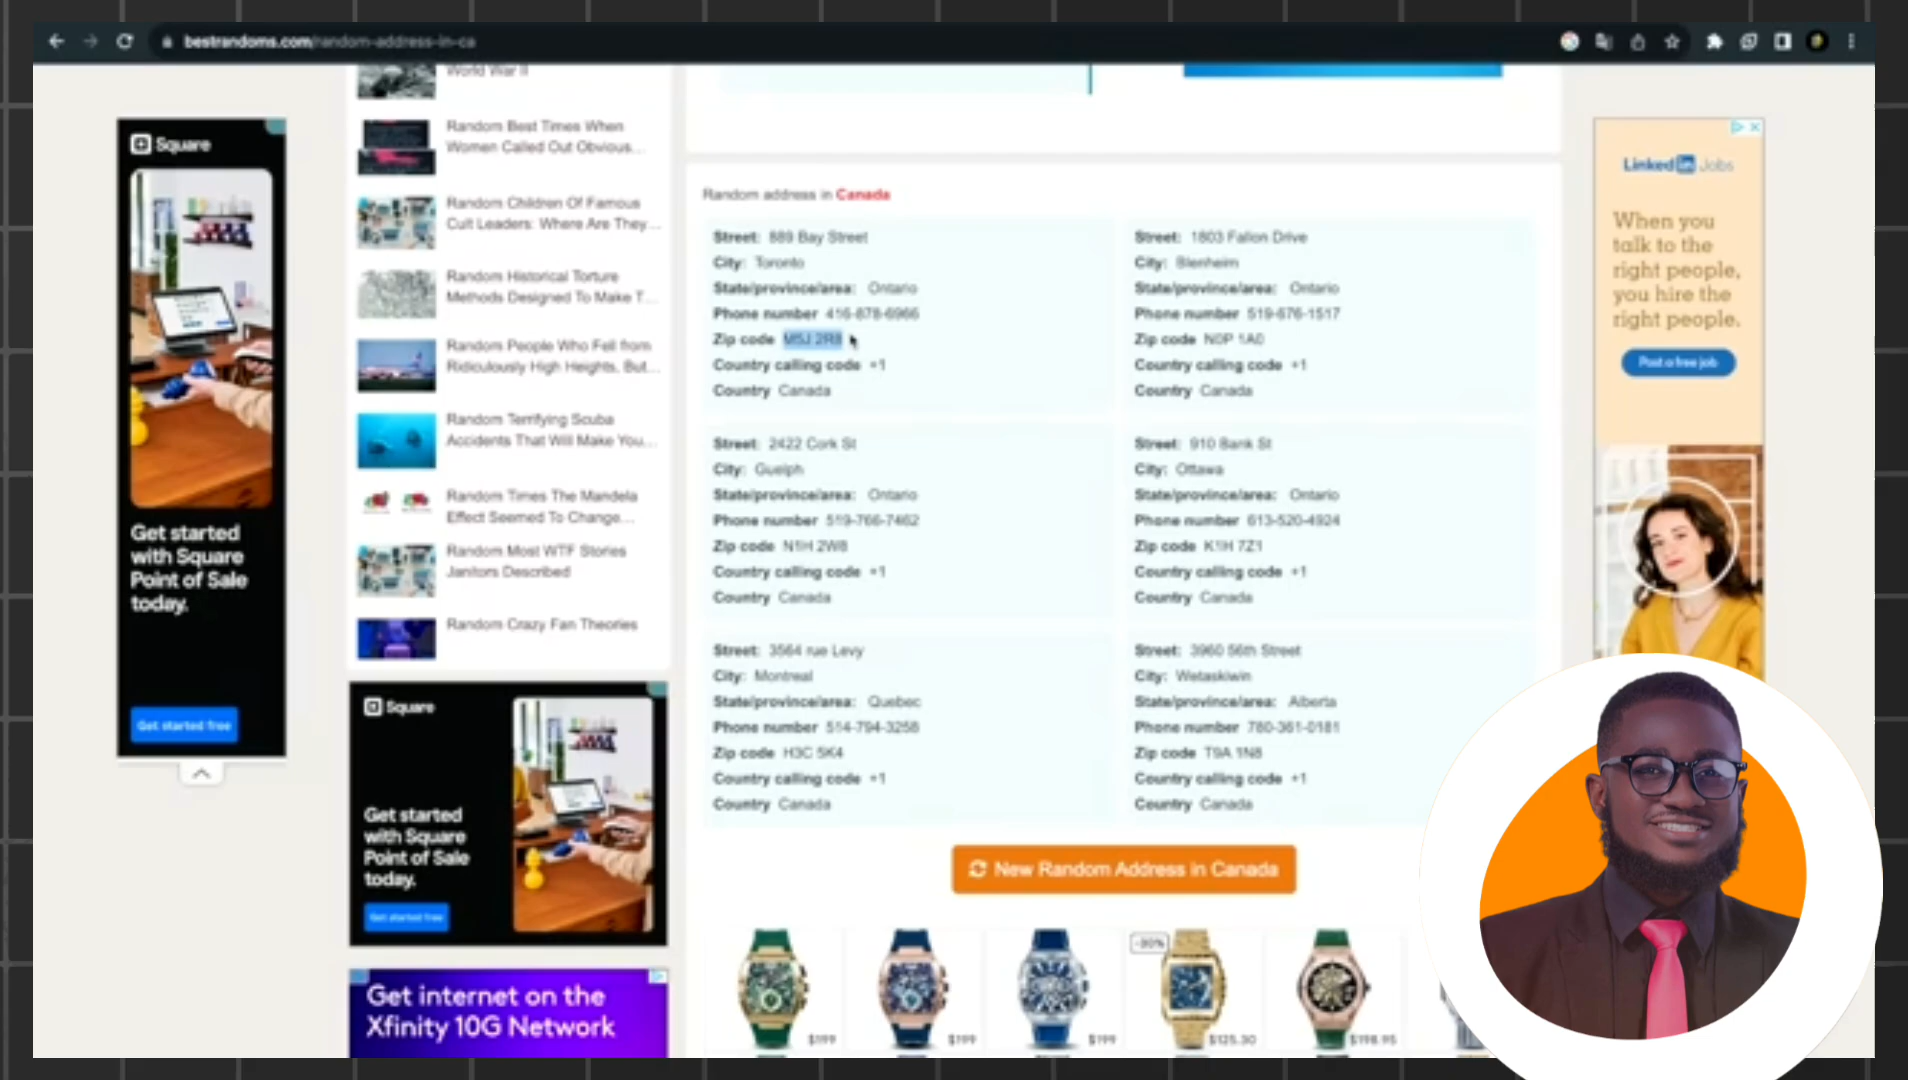 bestrandoms.com/random-address-in-ca
Square
Get started
with Square
Point of Sale
today.
Get started free
World War II
Random Best Times When
Women Called Out Obvious...
Random Children Of Famous
Cult Leaders: Where Are They...
Random Historical Torture
Methods Designed To Make T...
Random People Who Fell from
Ridiculously High Heights, But...
Random Terrifying Scuba
Accidents That Will Make You...
Random Times The Mandela
Effect Seemed To Change...
Random Most WTF Stories
Janitors Described
Random Crazy Fan Theories
Square
Get started
with Square
Point of Sale
today.
Get started free
Get internet on the
Xfinity 10G Network
Random address in Canada
Street: 889 Bay Street
City: Toronto
State/province/area: Ontario
Phone number 416-878-6966
Zip code M5J 2R8
Country calling code +1
Country Canada
Street: 1803 Fallon Drive
City: Blenheim
State/province/area: Ontario
Phone number 519-676-1517
Zip code N0P 1A0
Country calling code +1
Country Canada
Street: 2422 Cork St
City: Guelph
State/province/area: Ontario
Phone number 519-766-7462
Zip code N1H 2W8
Country calling code +1
Country Canada
Street: 910 Bank St
City: Ottawa
State/province/area: Ontario
Phone number 613-520-4924
Zip code K1H 7Z1
Country calling code +1
Country Canada
Street: 3564 rue Levy
City: Montreal
State/province/area: Quebec
Phone number 514-794-3258
Zip code H3C 5K4
Country calling code +1
Country Canada
Street: 3960 56th Street
City: Wetaskiwin
State/province/area: Alberta
Phone number 780-361-0181
Zip code T9A 1N8
Country calling code +1
Country Canada
New Random Address in Canada
$199
$199
$199
$125.30
$198.95
LinkedIn Jobs
When you
talk to the
right people,
you hire the
right people.
Post a free job